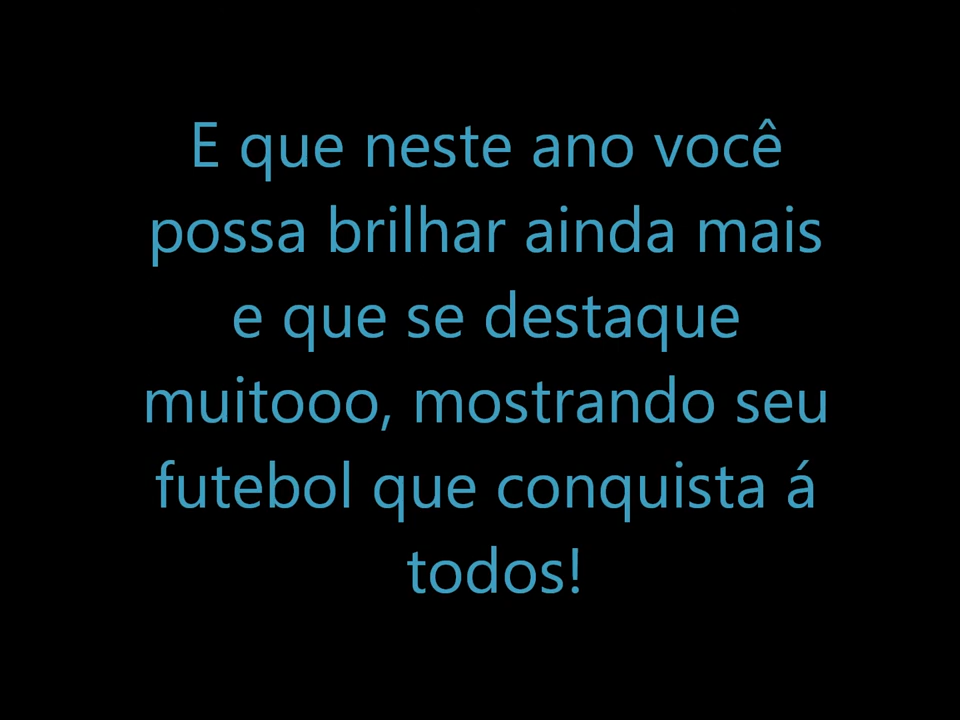 E que neste ano você
possa brilhar ainda mais
e que se destaque
muitooo, mostrando seu
futebol que conquista á
todos!